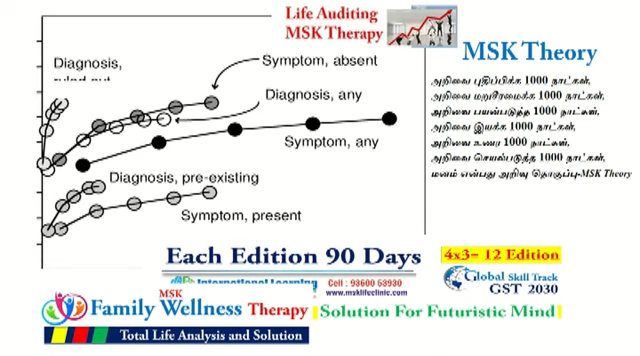 Life Auditing
MSK Therapy
MSK Theory
Diagnosis,
Symptom, absent
Diagnosis, any
Symptom, any
Diagnosis, pre-existing
Symptom, present
அறிவை புதுப்பிக்க 1000 நாட்கள்,
அறிவை மறுசீரமைக்க 1000 நாட்கள்,
அறிவை பயன்படுத்த 1000 நாட்கள்,
அறிவை இயக்க 1000 நாட்கள்,
அறிவை உணர 1000 நாட்கள்,
அறிவை செயல்படுத்த 1000 நாட்கள்,
மனம் என்பது அறிவு தொகுப்பு-MSK Theory
Each Edition 90 Days
4x3= 12 Edition
International Learning
Cell : 93600 63930
www.msklifeclinic.com
Global Skill Track
GST 2030
MSK
Family Wellness Therapy
Solution For Futuristic Mind
Total Life Analysis and Solution